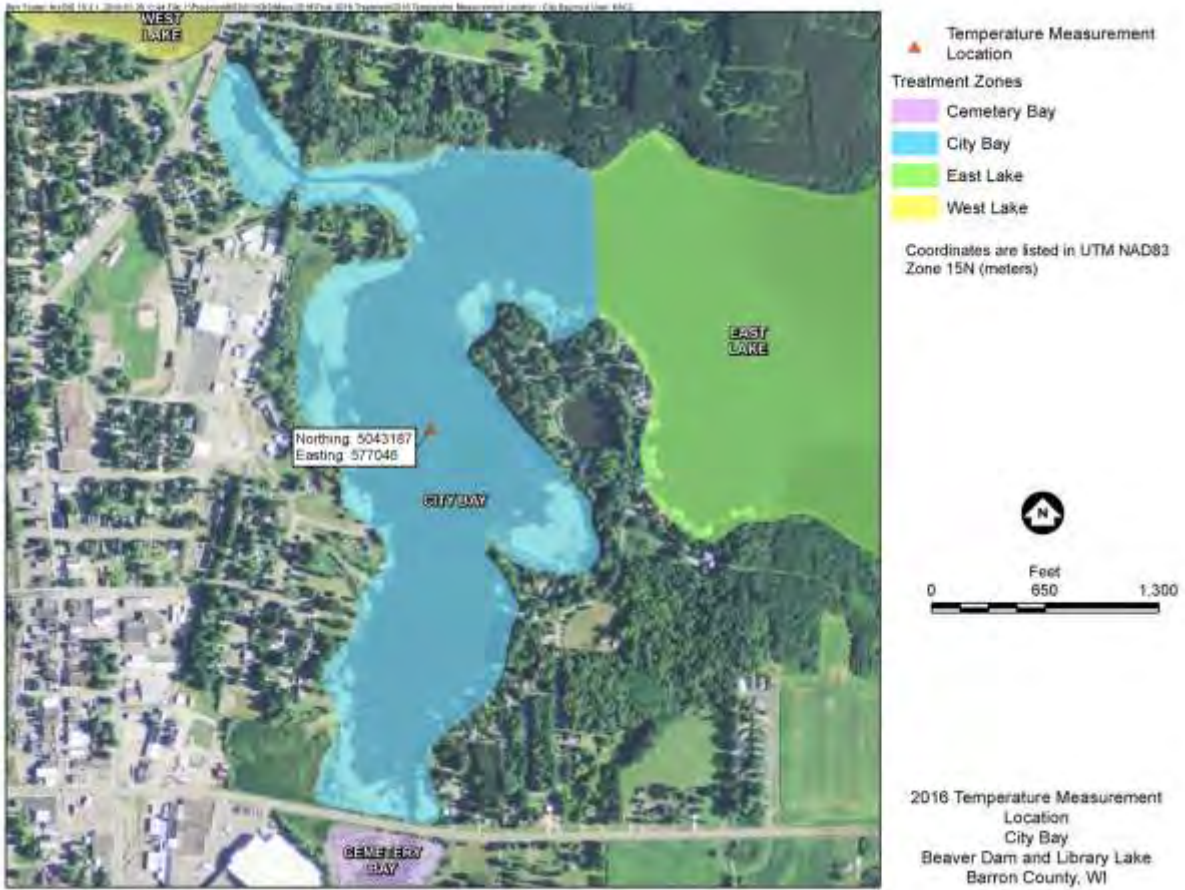 WEST
LAKE
EAST
LAKE
Northing: 5043187
Easting: 577046
CITY BAY
CEMETERY
BAY
Temperature Measurement
Location
Treatment Zones
Cemetery Bay
City Bay
East Lake
West Lake
Coordinates are listed in UTM NAD83
Zone 15N (meters)
N
Feet
0 650 1,300
2016 Temperature Measurement
Location
City Bay
Beaver Dam and Library Lake
Barron County, WI